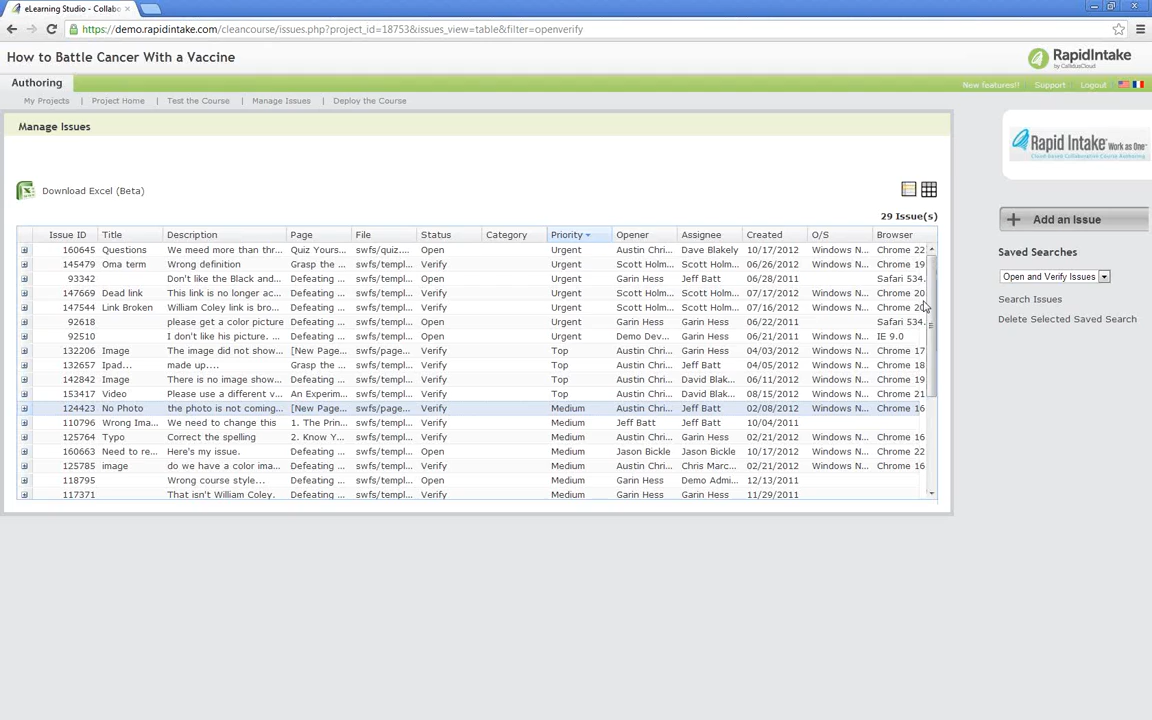 eLearning Studio - Collabo
https://demo.rapidintake.com/cleancourse/issues.php?project_id=18753&issues_view=table&filter=openverify
How to Battle Cancer With a Vaccine
RapidIntake
by CallidusCloud
Authoring
New features!! Support Logout
My Projects | Project Home | Test the Course | Manage Issues | Deploy the Course
Manage Issues
Rapid Intake Work as One
Cloud-based Collaborative Course Authoring
Download Excel (Beta)
29 Issue(s)
Add an Issue
Issue ID Title Description Page File Status Category Priority Opener Assignee Created O/S Browser
160645 Questions We meed more than thr... Quiz Yours... swfs/quiz.... Open Urgent Austin Chri... Dave Blakely 10/17/2012 Windows N... Chrome 22
145479 Oma term Wrong definition Grasp the ... swfs/templ... Verify Urgent Scott Holm... Scott Holm... 06/26/2012 Windows N... Chrome 19
93342 Don't like the Black and... Defeating ... swfs/templ... Open Urgent Garin Hess Jeff Batt 06/28/2011 Safari 534.
147669 Dead link This link is no longer ac... Defeating ... swfs/templ... Verify Urgent Scott Holm... Scott Holm... 07/17/2012 Windows N... Chrome 20
147544 Link Broken William Coley link is bro... Defeating ... swfs/templ... Verify Urgent Scott Holm... Scott Holm... 07/16/2012 Windows N... Chrome 20
92618 please get a color picture Defeating ... swfs/templ... Open Urgent Garin Hess Garin Hess 06/22/2011 Safari 534.
92510 I don't like his picture. ... Defeating ... swfs/templ... Open Urgent Demo Dev... Garin Hess 06/21/2011 Windows N... IE 9.0
132206 Image The image did not show... [New Page... swfs/page... Verify Top Austin Chri... Garin Hess 04/03/2012 Windows N... Chrome 17
132657 Ipad... made up.... Grasp the ... swfs/templ... Verify Top Austin Chri... Jeff Batt 04/05/2012 Windows N... Chrome 18
142842 Image There is no image show... Defeating ... swfs/templ... Verify Top Austin Chri... David Blak... 06/11/2012 Windows N... Chrome 19
153417 Video Please use a different v... An Experim... swfs/templ... Verify Top Austin Chri... David Blak... 08/15/2012 Windows N... Chrome 21
124423 No Photo the photo is not coming... [New Page... swfs/page... Verify Medium Austin Chri... Jeff Batt 02/08/2012 Windows N... Chrome 16
110796 Wrong Ima... We need to change this 1. The Prin... swfs/templ... Verify Medium Jeff Batt Jeff Batt 10/04/2011
125764 Typo Correct the spelling 2. Know Y... swfs/templ... Verify Medium Austin Chri... Garin Hess 02/21/2012 Windows N... Chrome 16
160663 Need to re... Here's my issue. Defeating ... swfs/templ... Open Medium Jason Bickle Jason Bickle 10/17/2012 Windows N... Chrome 22
125785 image do we have a color ima... Defeating ... swfs/templ... Verify Medium Austin Chri... Chris Marc... 02/21/2012 Windows N... Chrome 16
118795 Wrong course style... Defeating ... swfs/templ... Open Medium Garin Hess Demo Admi... 12/13/2011
117371 That isn't William Coley. Defeating ... swfs/templ... Verify Medium Garin Hess Garin Hess 11/29/2011
Saved Searches
Open and Verify Issues
Search Issues
Delete Selected Saved Search